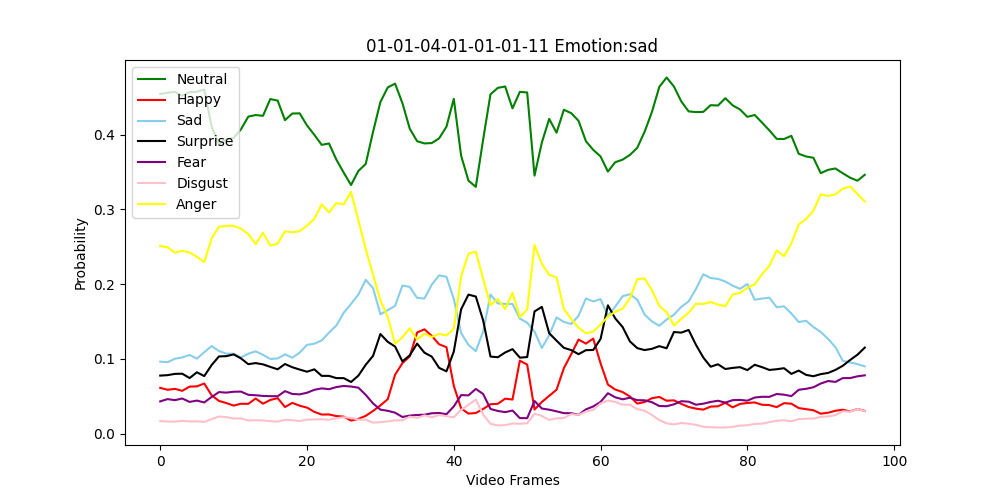 01-01-04-01-01-01-11 Emotion:sad
Neutral
Happy
Sad
Surprise
Fear
Disgust
Anger
Probability
0.4
0.3
0.2
0.1
0.0
0 20 40 60 80 100
Video Frames